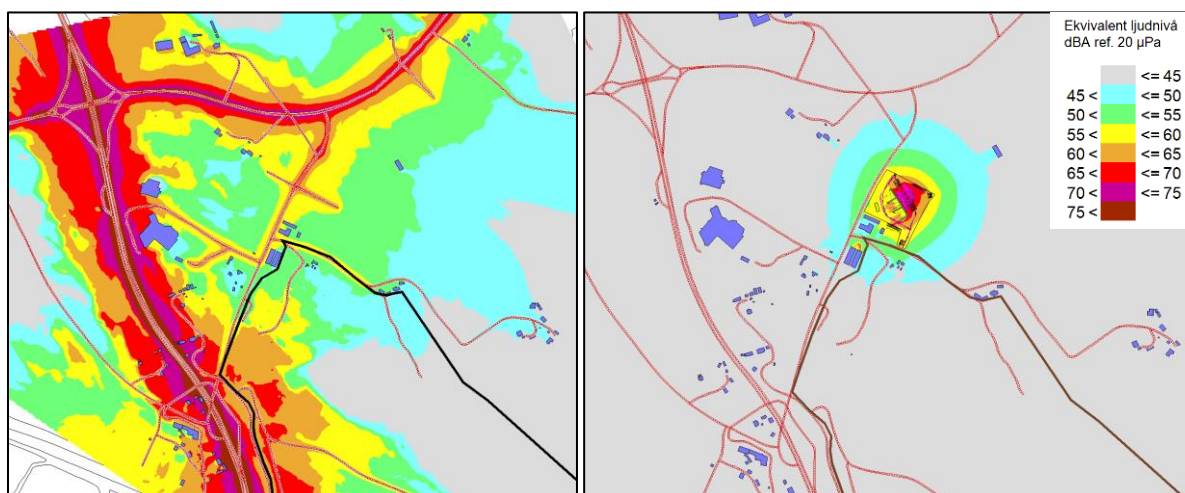 Ekvivalent ljudnivå
dBA ref. 20 µPa
<= 45
45 < <= 50
50 < <= 55
55 < <= 60
60 < <= 65
65 < <= 70
70 < <= 75
75 <